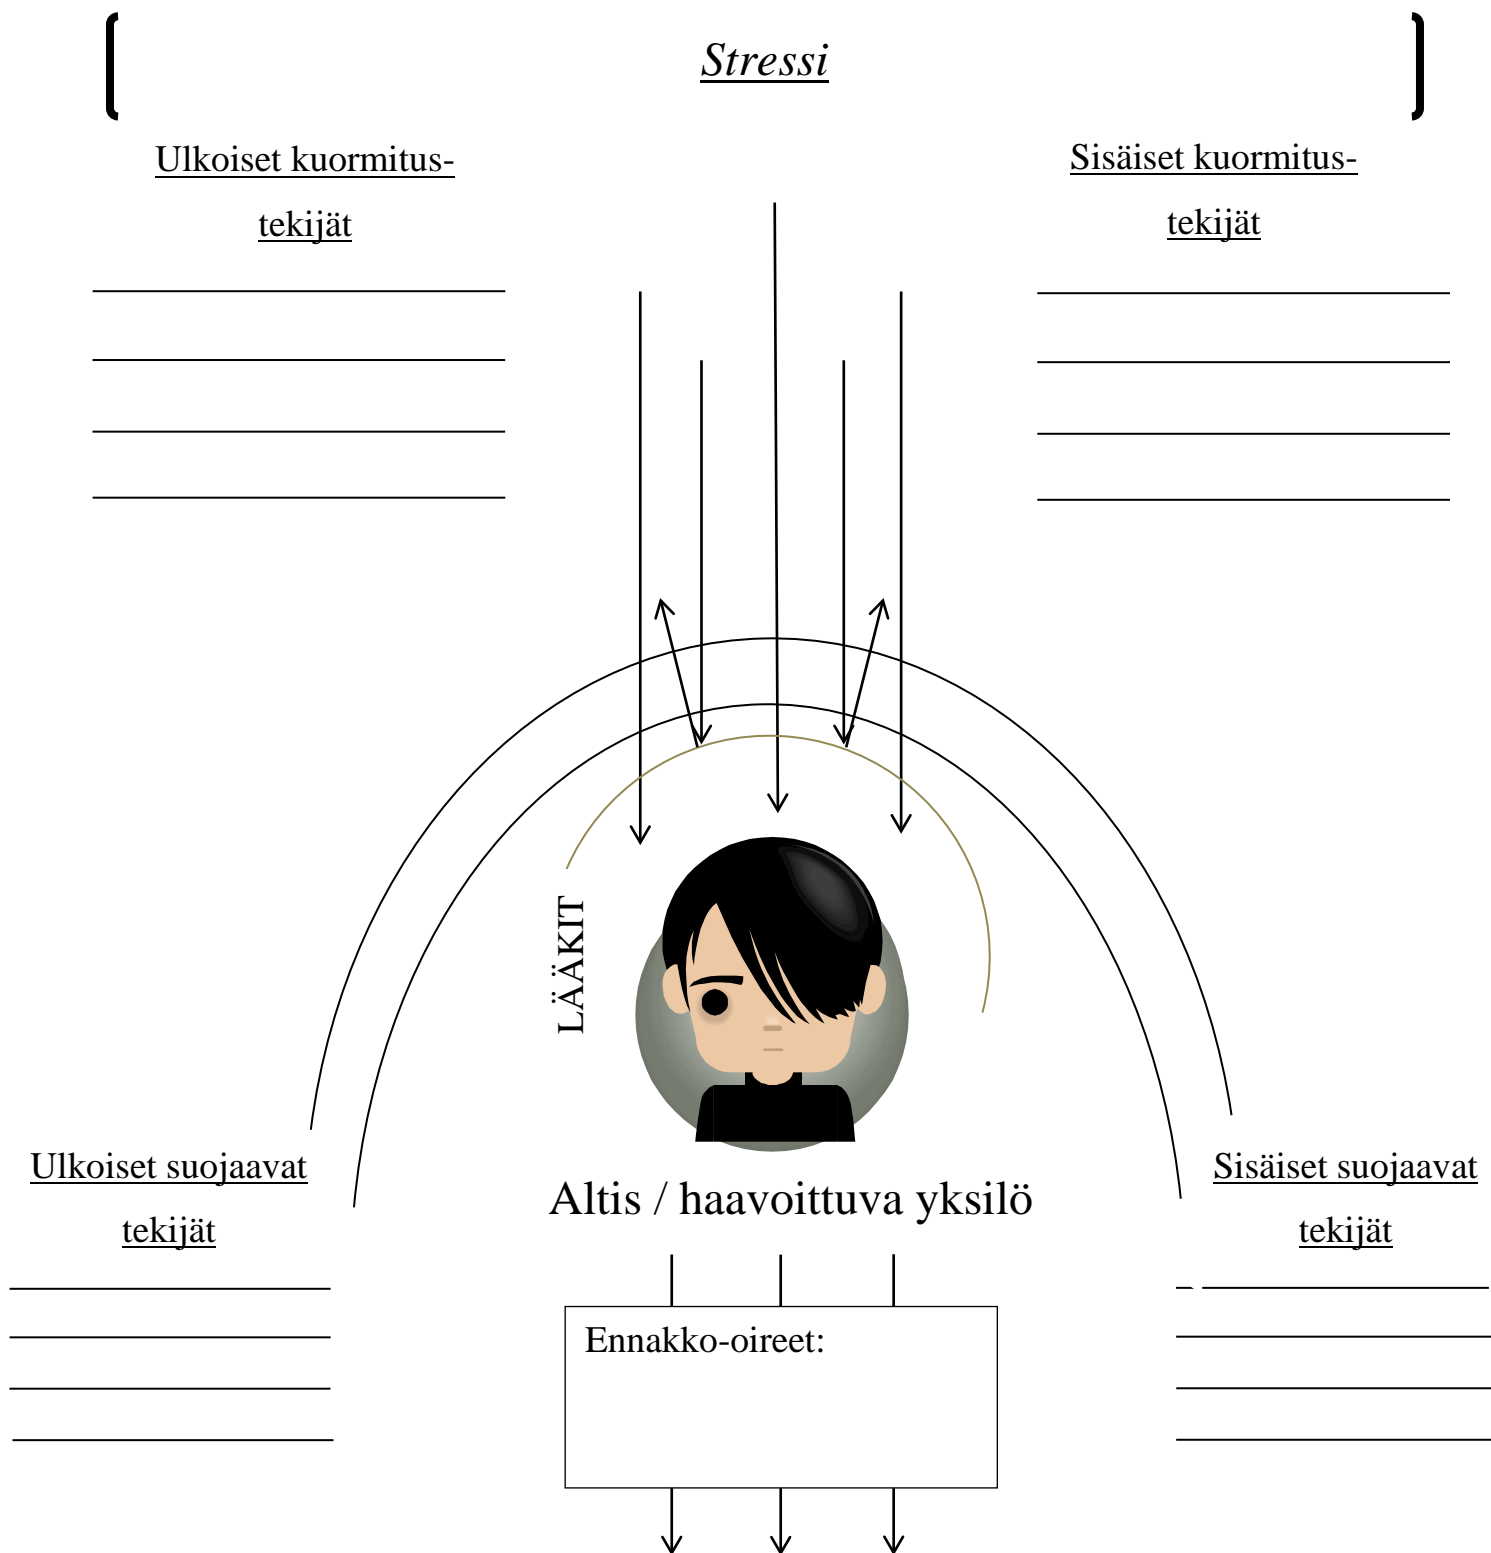 Stressi
Ulkoiset kuormitus-
tekijät
Sisäiset kuormitus-
tekijät
LÄÄKIT
Ulkoiset suojaavat
tekijät
Sisäiset suojaavat
tekijät
Altis / haavoittuva yksilö
Ennakko-oireet: